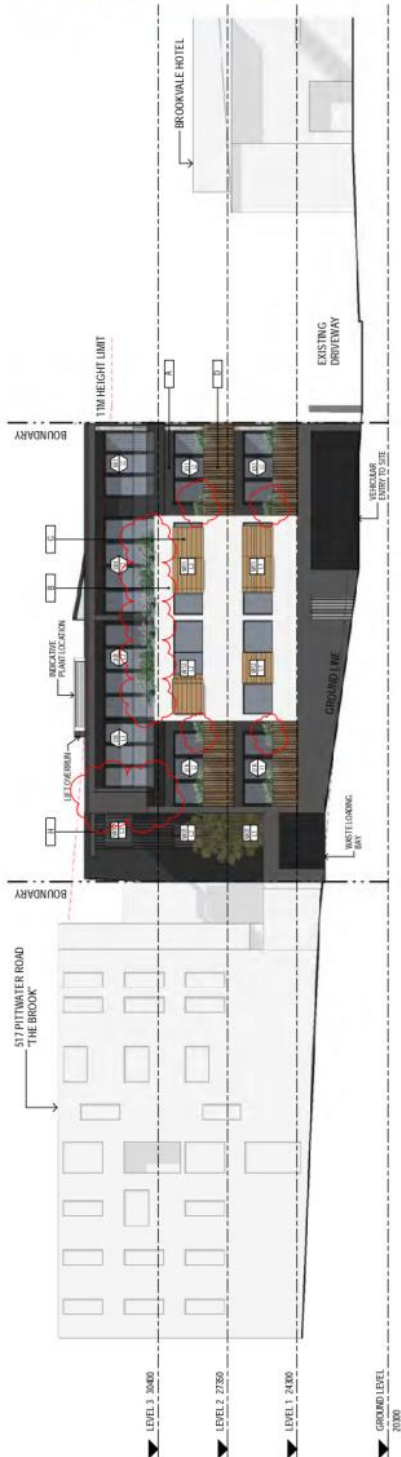 BROOKVALE HOTEL
EXISTING
DRIVEWAY
11M HEIGHT LIMIT
A
D
BOUNDARY
VEHICULAR
ENTRY TO SITE
G
B
INDICATIVE
PLANT LOCATION
LIFT OVERRUN
GROUND LINE
H
WASTE LOADING
BAY
BOUNDARY
517 PITTWATER ROAD
"THE BROOK"
LEVEL 3 30400
LEVEL 2 27350
LEVEL 1 24300
GROUND LEVEL
20300